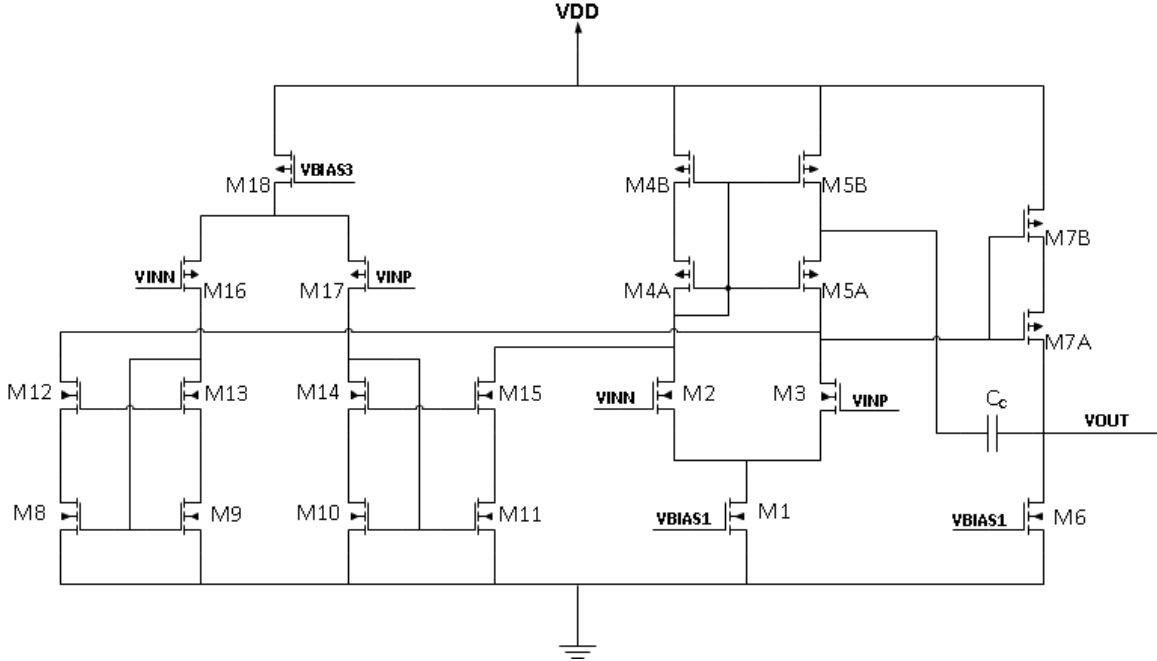 VDD
VBIAS3
M18 M4B M5B
M7B
VINN M16 M17 VINP M4A M5A
M7A
M12 M13 M14 M15 VINN M2 M3 VINP
Cc VOUT
M8 M9 M10 M11 VBIAS1 M1 VBIAS1 M6